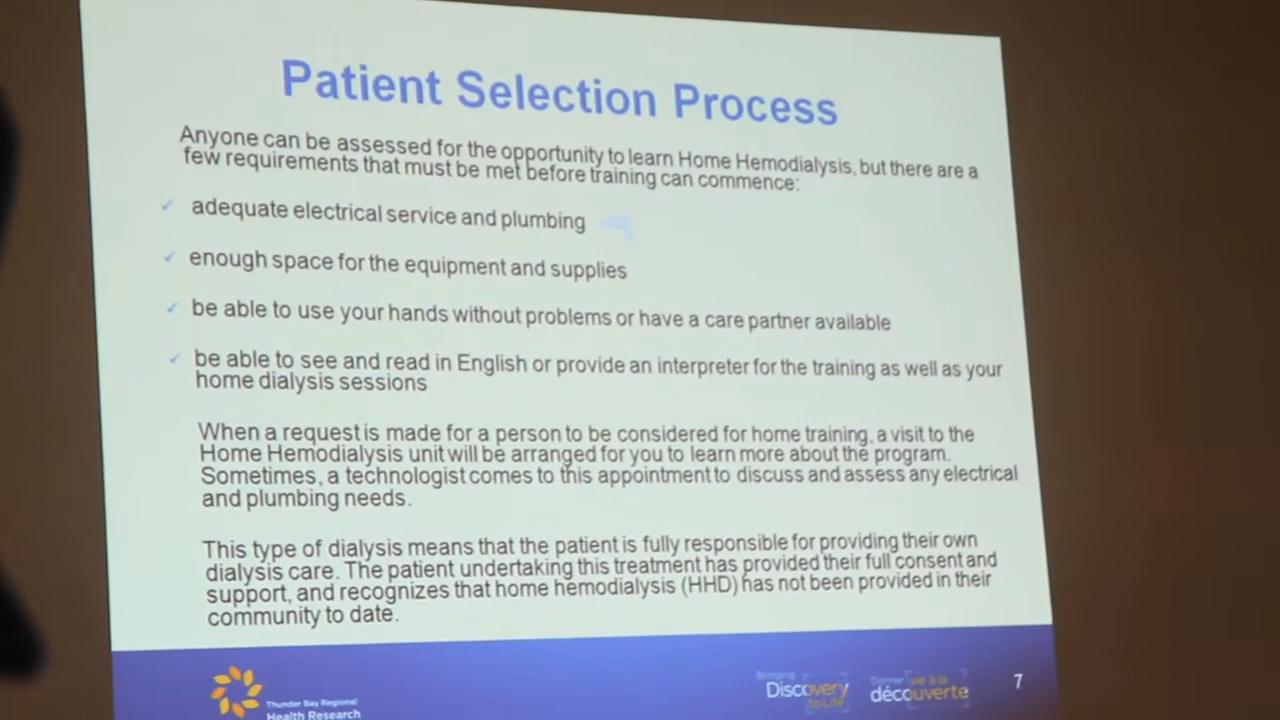 Patient Selection Process
Anyone can be assessed for the opportunity to learn Home Hemodialysis, but there are a
few requirements that must be met before training can commence:
✓ adequate electrical service and plumbing
✓ enough space for the equipment and supplies
✓ be able to use your hands without problems or have a care partner available
✓ be able to see and read in English or provide an interpreter for the training as well as your
home dialysis sessions
When a request is made for a person to be considered for home training, a visit to the
Home Hemodialysis unit will be arranged for you to learn more about the program.
Sometimes, a technologist comes to this appointment to discuss and assess any electrical
and plumbing needs.
This type of dialysis means that the patient is fully responsible for providing their own
dialysis care. The patient undertaking this treatment has provided their full consent and
support, and recognizes that home hemodialysis (HHD) has not been provided in their
community to date.
Thunder Bay Regional
Health Research
Bringing
Discovery
to Life
Donner vie à la
découverte
7